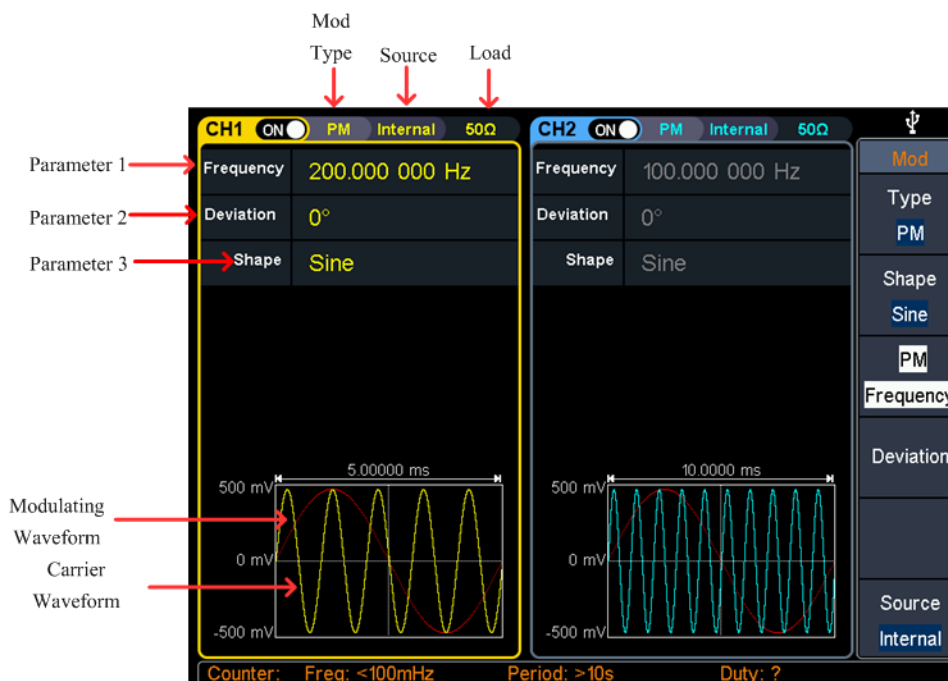 Mod
Type
Source
Load
CH1 ON PM Internal 50Ω
CH2 ON PM Internal 50Ω
Parameter 1
Frequency 200.000 000 Hz
Frequency 100.000 000 Hz
Parameter 2
Deviation 0°
Deviation 0°
Parameter 3
Shape Sine
Shape Sine
Mod
Type
PM
Shape
Sine
PM
Frequency
Deviation
Source
Internal
5.00000 ms
500 mV
0 mV
-500 mV
10.0000 ms
500 mV
0 mV
-500 mV
Modulating
Waveform
Carrier
Waveform
Counter: Freq: <100mHz Period: >10s Duty: ?